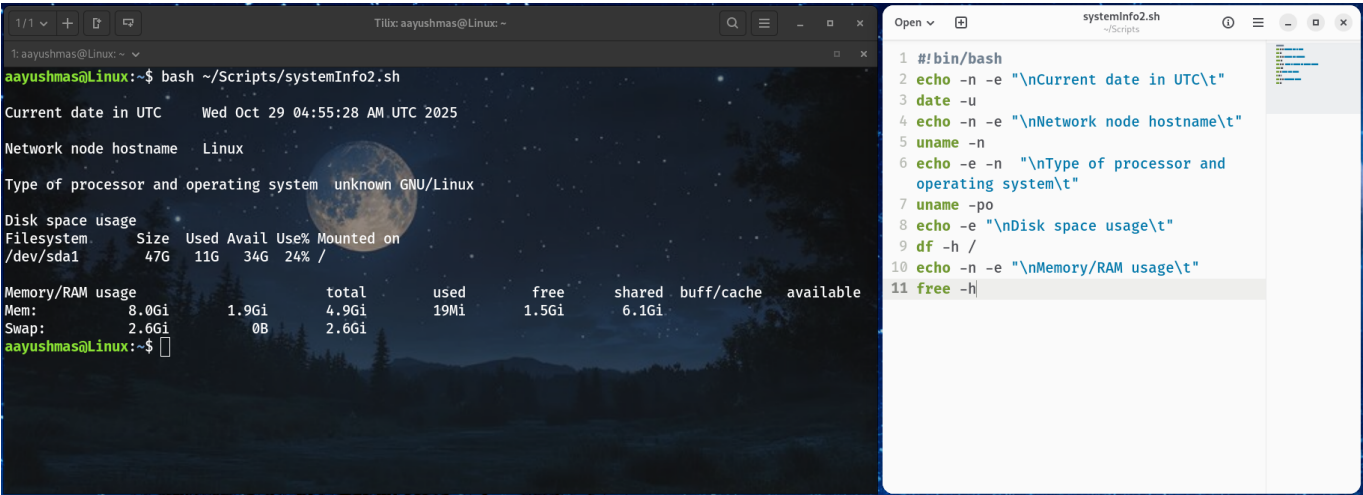 1/1
Tilix: aayushmas@Linux: ~
1: aayushmas@Linux: ~
aayushmas@Linux:~$ bash ~/Scripts/systemInfo2.sh
Current date in UTC     Wed Oct 29 04:55:28 AM UTC 2025
Network node hostname   Linux
Type of processor and operating system  unknown GNU/Linux
Disk space usage
Filesystem      Size  Used Avail Use% Mounted on
/dev/sda1        47G   11G   34G  24% /
Memory/RAM usage                       total        used        free      shared  buff/cache   available
Mem:           8.0Gi       1.9Gi       4.9Gi        19Mi       1.5Gi       6.1Gi
Swap:          2.6Gi          0B       2.6Gi
aayushmas@Linux:~$
Open
systemInfo2.sh
~/Scripts
1 #!bin/bash
2 echo -n -e "\nCurrent date in UTC\t"
3 date -u
4 echo -n -e "\nNetwork node hostname\t"
5 uname -n
6 echo -e -n  "\nType of processor and
operating system\t"
7 uname -po
8 echo -e "\nDisk space usage\t"
9 df -h /
10 echo -n -e "\nMemory/RAM usage\t"
11 free -h